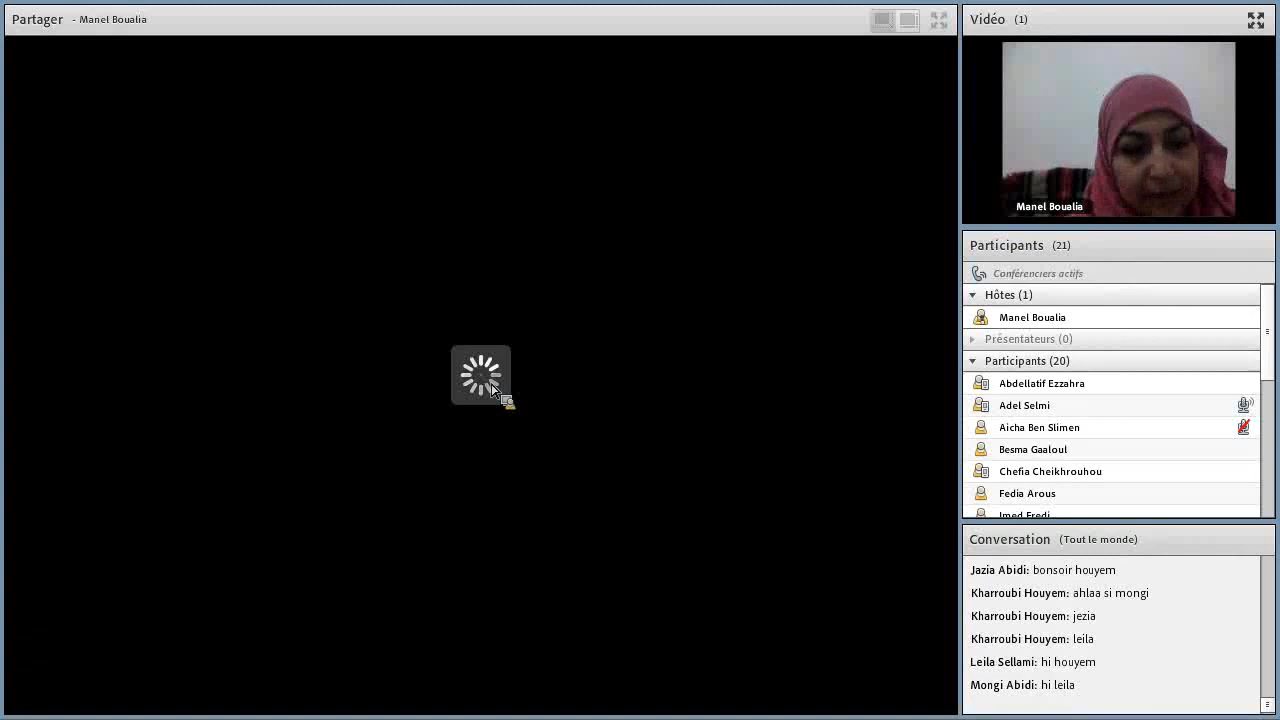 Partager - Manel Boualia
Vidéo (1)
Manel Boualia
Participants (21)
Conférenciers actifs
Hôtes (1)
Manel Boualia
Présentateurs (0)
Participants (20)
Abdellatif Ezzahra
Adel Selmi
Aicha Ben Slimen
Besma Gaaloul
Chefia Cheikhrouhou
Fedia Arous
Imed Fredj
Conversation (Tout le monde)
Jazia Abidi: bonsoir houyem
Kharroubi Houyem: ahlaa si mongi
Kharroubi Houyem: jezia
Kharroubi Houyem: leila
Leila Sellami: hi houyem
Mongi Abidi: hi leila